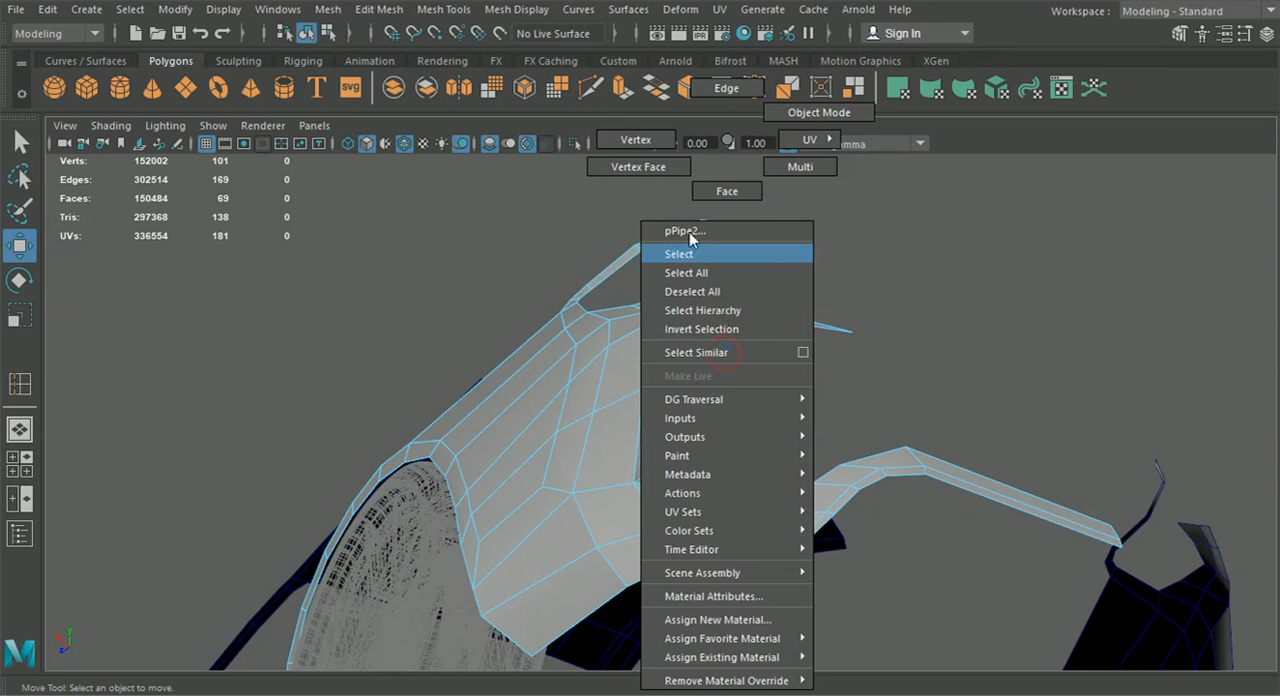 File Edit Create Select Modify Display Windows Mesh Edit Mesh Mesh Tools Mesh Display Curves Surfaces Deform UV Generate Cache Arnold Help Workspace : Modeling - Standard
Modeling No Live Surface Sign In
Curves / Surfaces Polygons Sculpting Rigging Animation Rendering FX FX Caching Custom Arnold Bifrost MASH Motion Graphics XGen
T SVG Edge
Object Mode
View Shading Lighting Show Renderer Panels
Vertex 0.00 1.00 UV
Vertex Face Multi
Face
Verts: 152002 101 0
Edges: 302514 169 0
Faces: 150484 69 0
Tris: 297368 138 0
UVs: 336554 181 0
pPipe2...
Select
Select All
Deselect All
Select Hierarchy
Invert Selection
Select Similar
Make Live
DG Traversal
Inputs
Outputs
Paint
Metadata
Actions
UV Sets
Color Sets
Time Editor
Scene Assembly
Material Attributes...
Assign New Material...
Assign Favorite Material
Assign Existing Material
Remove Material Override
M
Move Tool: Select an object to move.